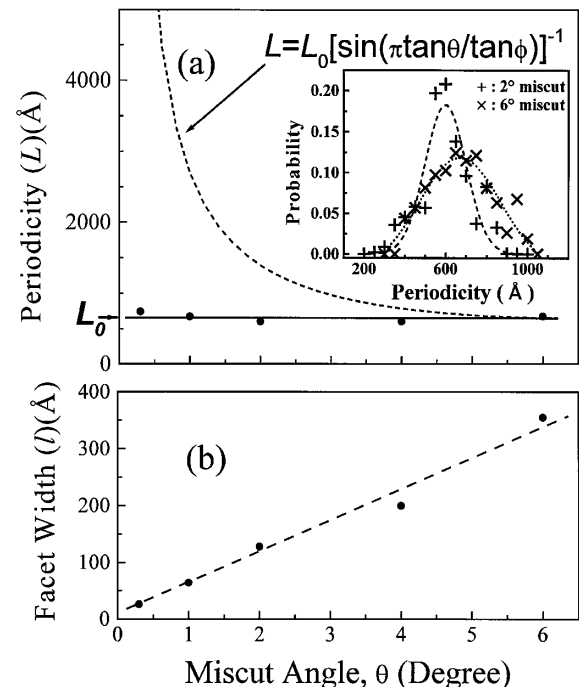 L=L₀[sin(πtanθ/tanϕ)]⁻¹
(a)
4000
2000
0
L₀
Periodicity (L)(Å)
+ : 2° miscut
× : 6° miscut
0.20
0.15
0.10
0.05
0.00
Probability
200 600 1000
Periodicity (Å)
(b)
400
300
200
100
0
Facet Width (l)(Å)
0 1 2 3 4 5 6
Miscut Angle, θ (Degree)